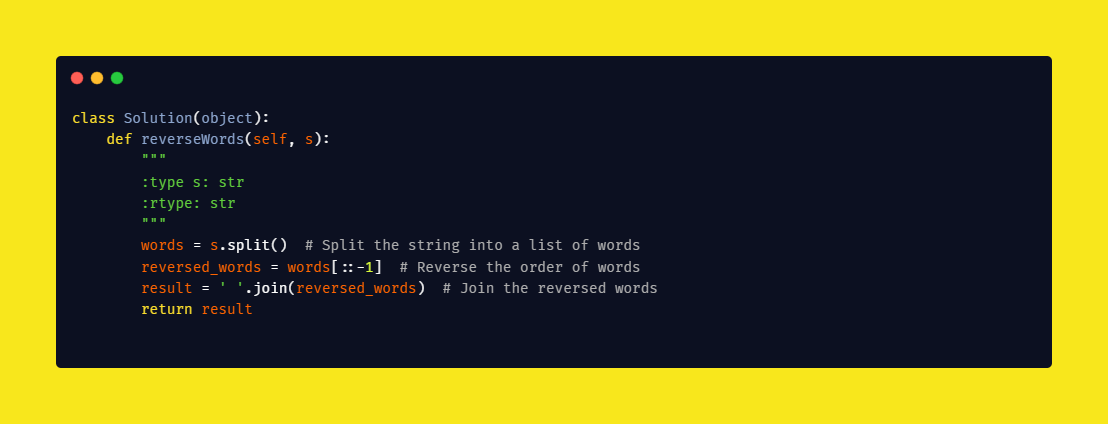 class Solution(object):
    def reverseWords(self, s):
        """
        :type s: str
        :rtype: str
        """
        words = s.split()  # Split the string into a list of words
        reversed_words = words[::-1]  # Reverse the order of words
        result = ' '.join(reversed_words)  # Join the reversed words
        return result